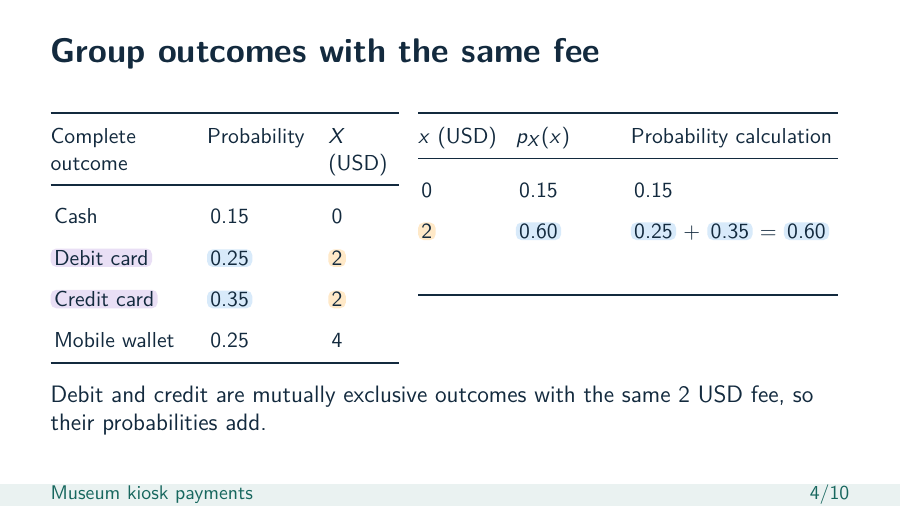 Group outcomes with the same fee
Complete outcome Probability X (USD)
Cash 0.15 0
Debit card 0.25 2
Credit card 0.35 2
Mobile wallet 0.25 4
x (USD) pX(x) Probability calculation
0 0.15 0.15
2 0.60 0.25 + 0.35 = 0.60
Debit and credit are mutually exclusive outcomes with the same 2 USD fee, so
their probabilities add.
Museum kiosk payments 4/10